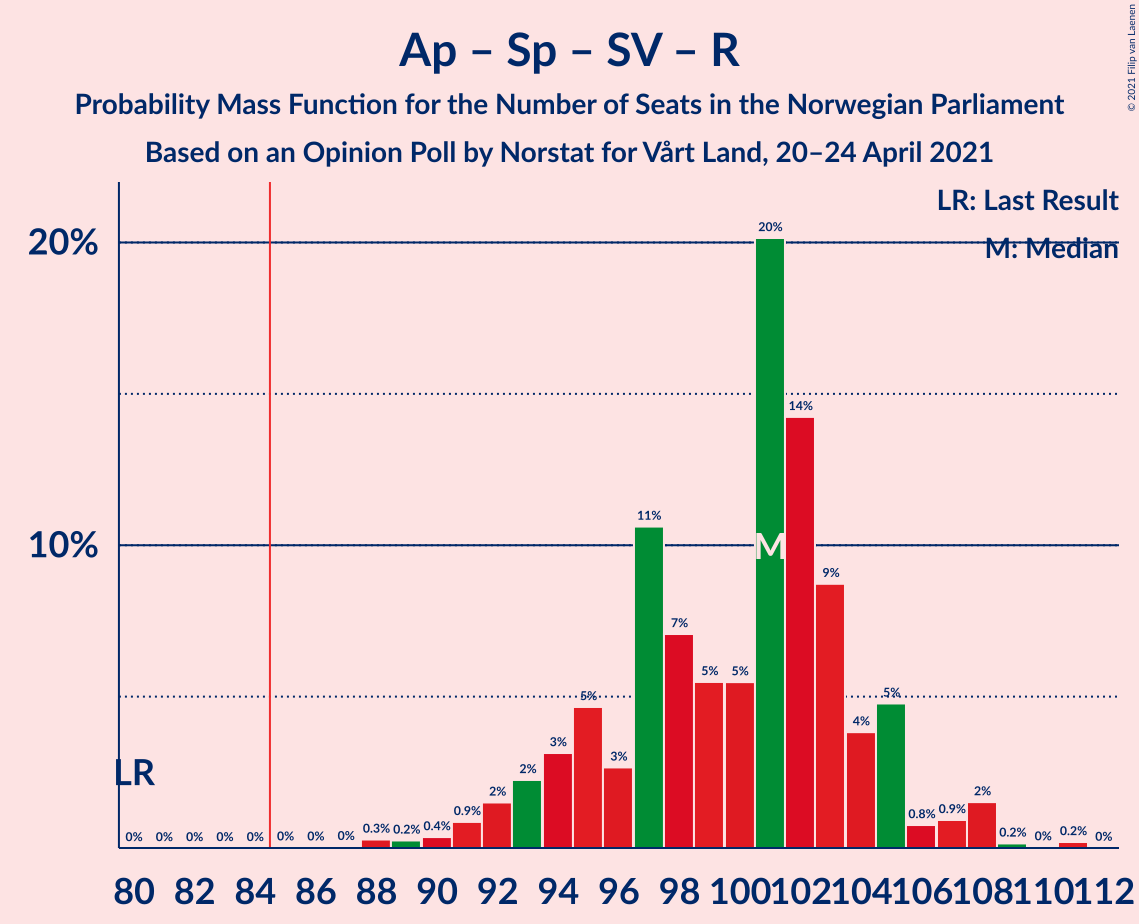 © 2021 Filip van Laenen
Ap – Sp – SV – R
Probability Mass Function for the Number of Seats in the Norwegian Parliament
Based on an Opinion Poll by Norstat for Vårt Land, 20–24 April 2021
LR: Last Result
M: Median
20%
10%
LR
M
0% 0% 0% 0% 0% 0% 0% 0% 0.3% 0.2% 0.4% 0.9% 2% 2% 3% 5% 3% 11% 7% 5% 5% 20% 14% 9% 4% 5% 0.8% 0.9% 2% 0.2% 0% 0.2% 0%
80 82 84 86 88 90 92 94 96 98 100 102 104 106 108 110 112